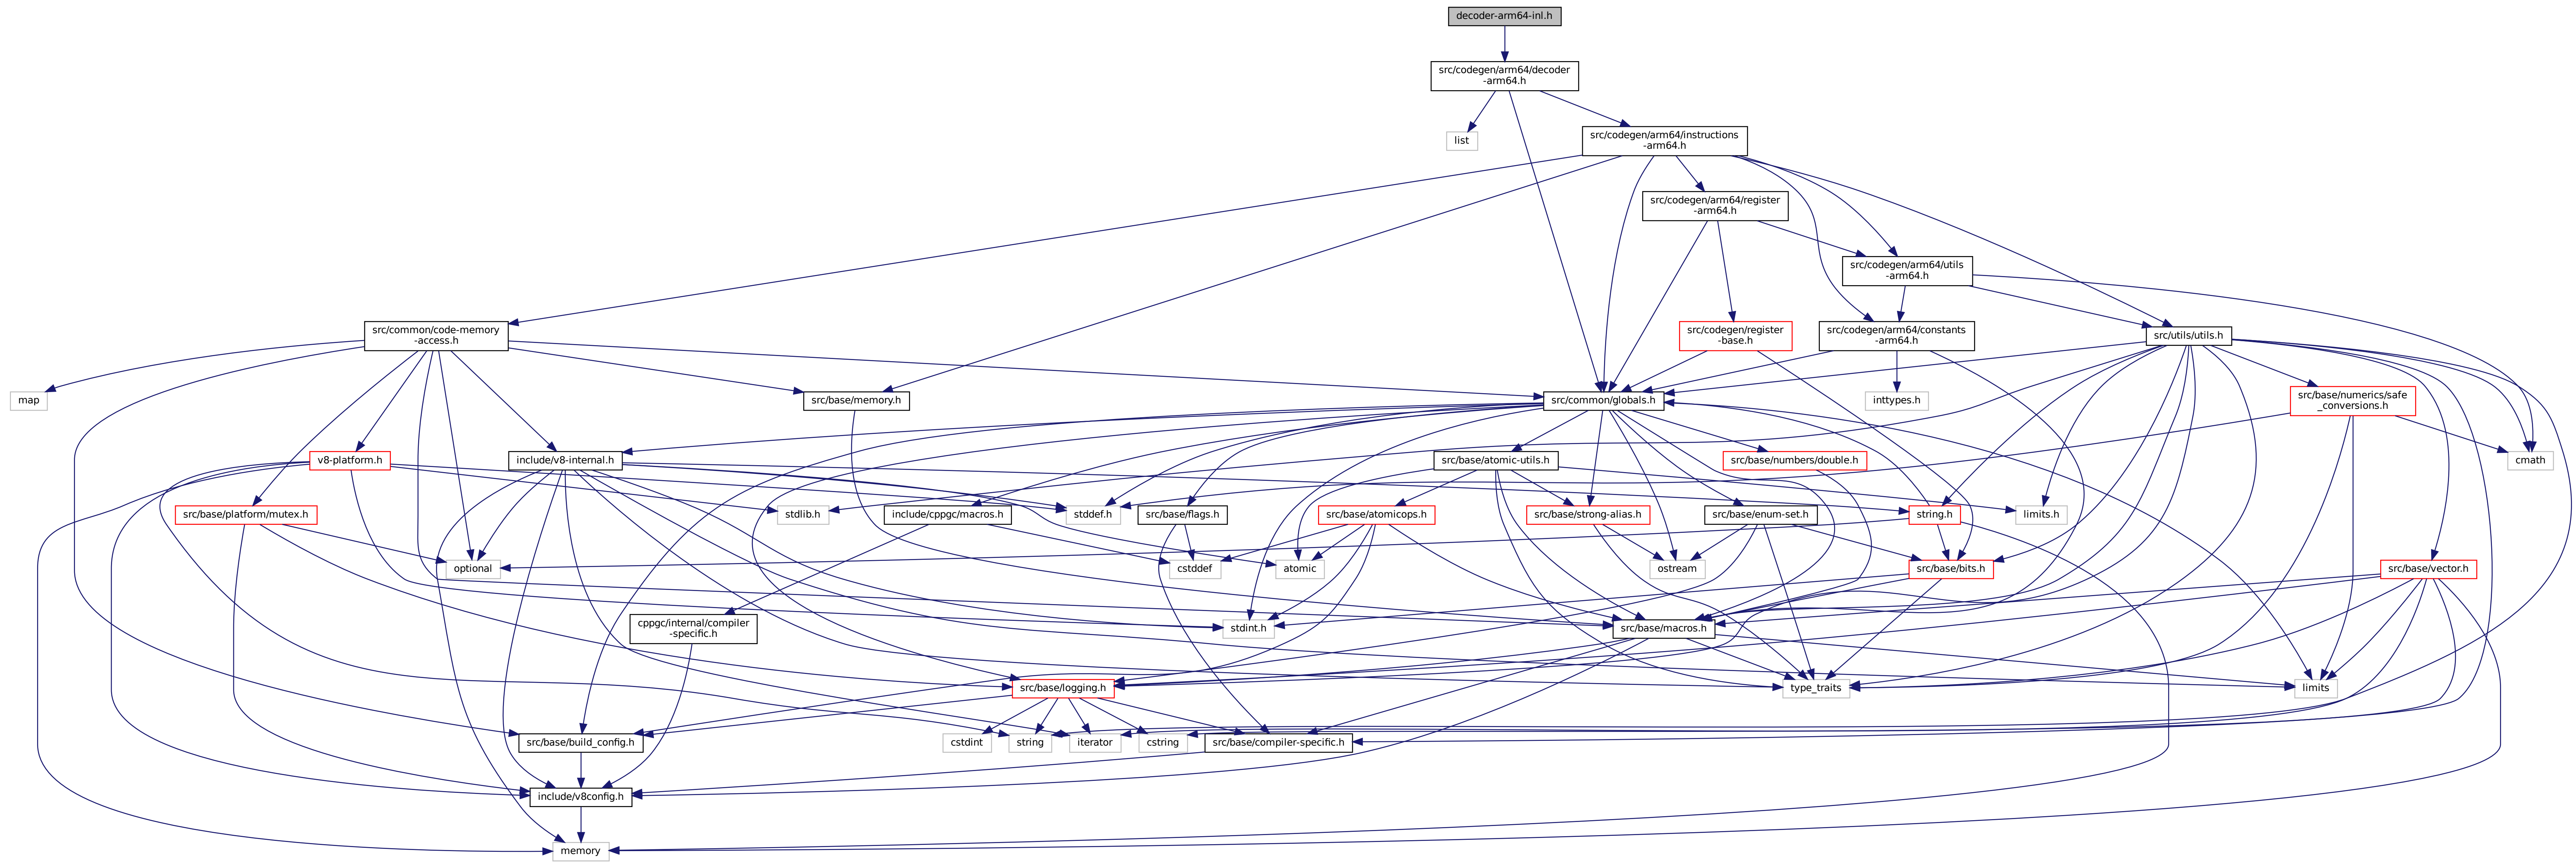 decoder-arm64-inl.h
src/codegen/arm64/decoder
-arm64.h
list
src/codegen/arm64/instructions
-arm64.h
src/codegen/arm64/register
-arm64.h
src/codegen/arm64/utils
-arm64.h
src/common/code-memory
-access.h
src/codegen/register
-base.h
src/codegen/arm64/constants
-arm64.h
src/utils/utils.h
map
src/base/memory.h
src/common/globals.h
inttypes.h
src/base/numerics/safe
_conversions.h
v8-platform.h
include/v8-internal.h
src/base/atomic-utils.h
src/base/numbers/double.h
cmath
src/base/platform/mutex.h
stdlib.h
include/cppgc/macros.h
stddef.h
src/base/flags.h
src/base/atomicops.h
src/base/strong-alias.h
src/base/enum-set.h
string.h
limits.h
optional
cstddef
atomic
ostream
src/base/bits.h
src/base/vector.h
cppgc/internal/compiler
-specific.h
stdint.h
src/base/macros.h
src/base/logging.h
type_traits
limits
src/base/build_config.h
cstdint
string
iterator
cstring
src/base/compiler-specific.h
include/v8config.h
memory